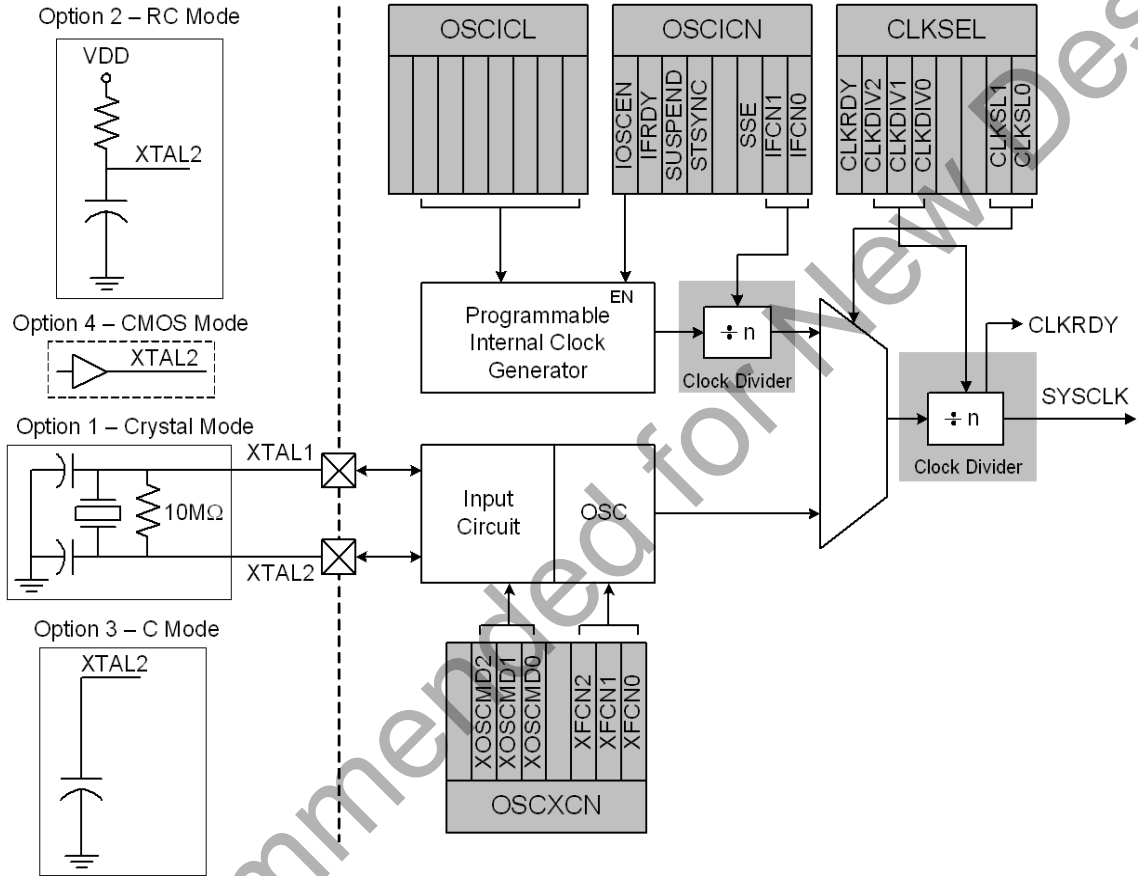 Option 2 – RC Mode
VDD
XTAL2
Option 4 – CMOS Mode
XTAL2
Option 1 – Crystal Mode
10MΩ
XTAL1
XTAL2
Option 3 – C Mode
XTAL2
OSCICL
OSCICN
IOSCEN
IFRDY
SUSPEND
STSYNC
SSE
IFCN1
IFCN0
CLKSEL
CLKRDY
CLKDIV2
CLKDIV1
CLKDIV0
CLKSL1
CLKSL0
EN
Programmable
Internal Clock
Generator
÷ n
Clock Divider
CLKRDY
SYSCLK
÷ n
Clock Divider
Input
Circuit
OSC
XOSCMD2
XOSCMD1
XOSCMD0
XFCN2
XFCN1
XFCN0
OSCXCN
mmended for New Des